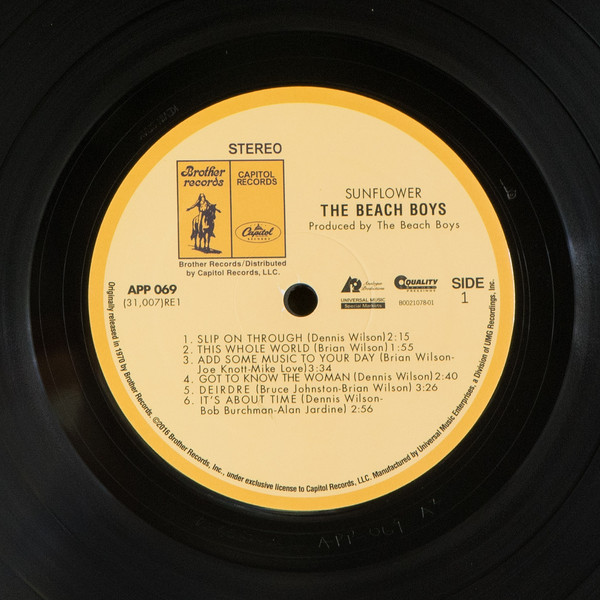 STEREO
Brother
records
CAPITOL
RECORDS
Capitol
RECORDS
Brother Records/Distributed
by Capitol Records, LLC.
SUNFLOWER
THE BEACH BOYS
Produced by The Beach Boys
APP 069
(31,007)RE1
Analogue
Productions
QUALITY
RECORD
PRESSINGS
UNIVERSAL MUSIC
Special Markets
B0021078-01
SIDE
1
1. SLIP ON THROUGH (Dennis Wilson)2:15
2. THIS WHOLE WORLD (Brian Wilson)1:55
3. ADD SOME MUSIC TO YOUR DAY (Brian Wilson-
Joe Knott-Mike Love)3:34
4. GOT TO KNOW THE WOMAN (Dennis Wilson)2:40
5. DEIRDRE (Bruce Johnston-Brian Wilson) 3:26
6. IT'S ABOUT TIME (Dennis Wilson-
Bob Burchman-Alan Jardine) 2:56
Originally released in 1970 by Brother Records. ©2016 Brother Records, Inc., under exclusive license to Capitol Records, LLC. Manufactured by Universal Music Enterprises, a Division of UMG Recordings, Inc.